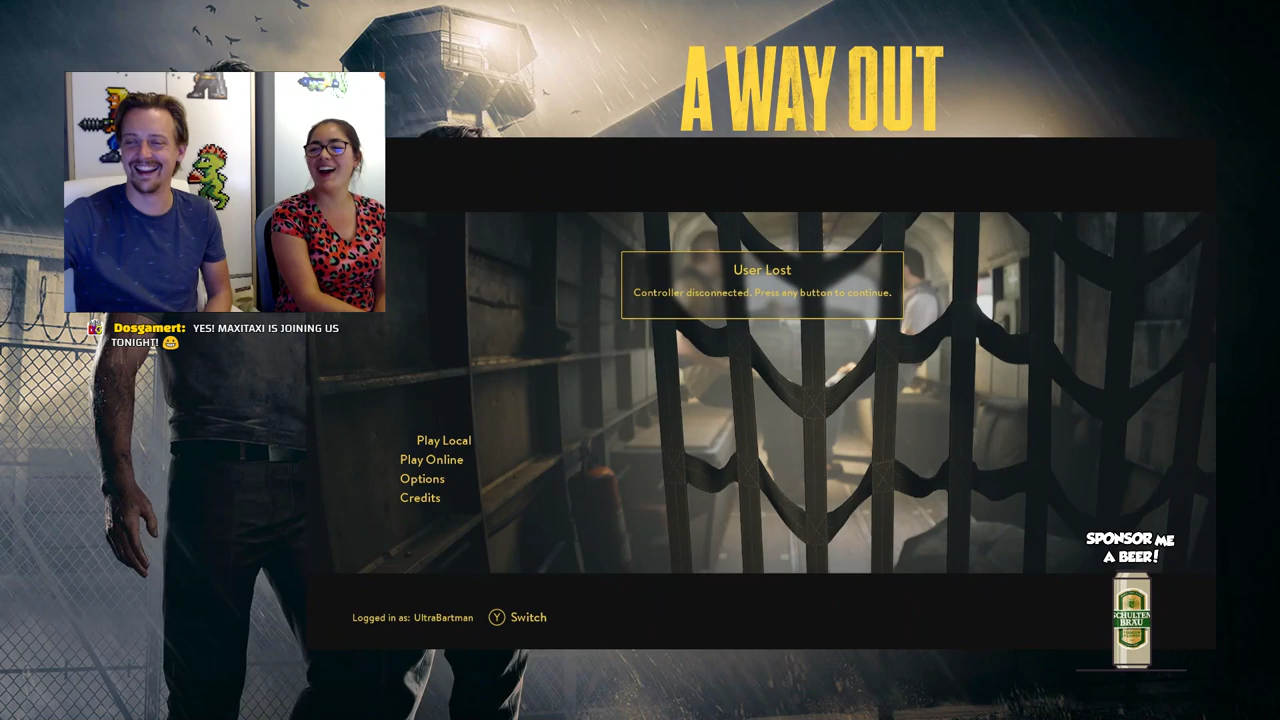 A WAY OUT
User Lost
Controller disconnected. Press any button to continue.
Dosgamert: YES! MAXITAXI IS JOINING US
TONIGHT!
Play Local
Play Online
Options
Credits
SPONSOR ME
A BEER!
SCHULTEN
BRÄU
Logged in as: UltraBartman Y Switch